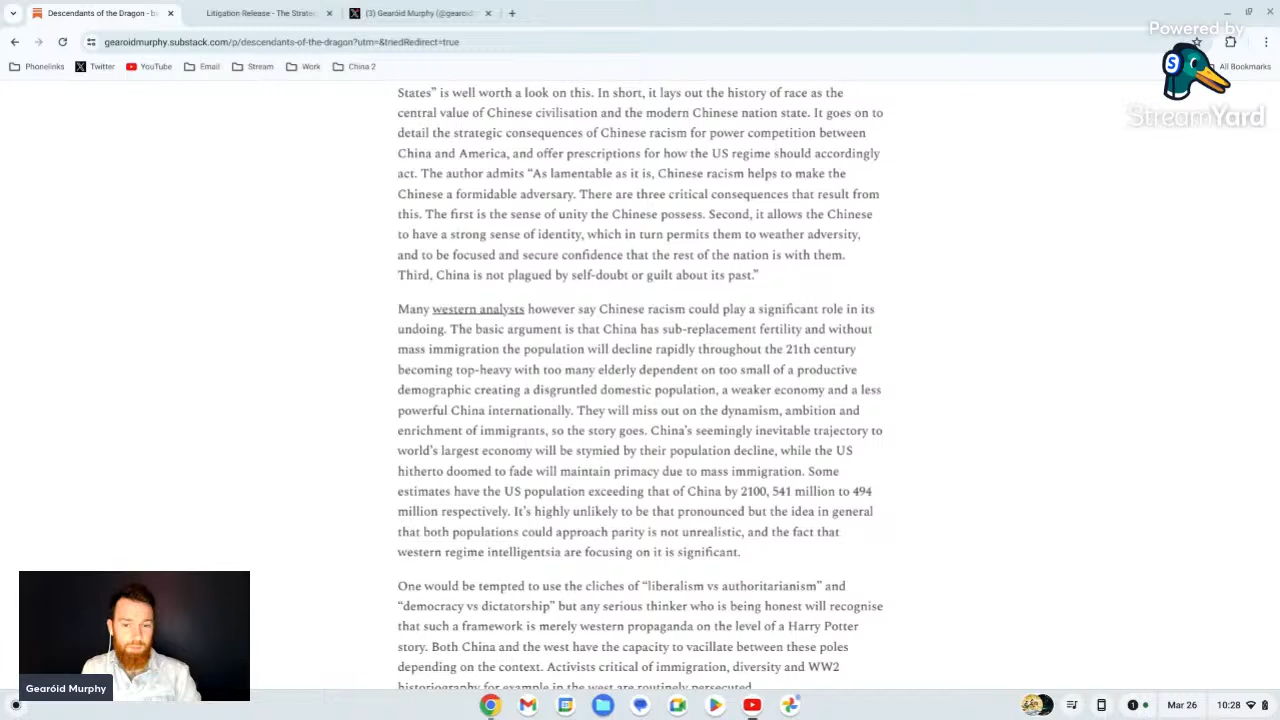 Descendants of the Dragon - b
Litigation Release - The Strate
(3) Gearóid Murphy (@gearoid
gearoidmurphy.substack.com/p/descendants-of-the-dragon?utm=&triedRedirect=true
Phonelinks
Twitter
YouTube
Email
Stream
Work
China 2
All Bookmarks
Powered by
S
StreamYard
States” is well worth a look on this. In short, it lays out the history of race as the
central value of Chinese civilisation and the modern Chinese nation state. It goes on to
detail the strategic consequences of Chinese racism for power competition between
China and America, and offer prescriptions for how the US regime should accordingly
act. The author admits “As lamentable as it is, Chinese racism helps to make the
Chinese a formidable adversary. There are three critical consequences that result from
this. The first is the sense of unity the Chinese possess. Second, it allows the Chinese
to have a strong sense of identity, which in turn permits them to weather adversity,
and to be focused and secure confidence that the rest of the nation is with them.
Third, China is not plagued by self-doubt or guilt about its past.”
Many western analysts however say Chinese racism could play a significant role in its
undoing. The basic argument is that China has sub-replacement fertility and without
mass immigration the population will decline rapidly throughout the 21th century
becoming top-heavy with too many elderly dependent on too small of a productive
demographic creating a disgruntled domestic population, a weaker economy and a less
powerful China internationally. They will miss out on the dynamism, ambition and
enrichment of immigrants, so the story goes. China’s seemingly inevitable trajectory to
world’s largest economy will be stymied by their population decline, while the US
hitherto doomed to fade will maintain primacy due to mass immigration. Some
estimates have the US population exceeding that of China by 2100, 541 million to 494
million respectively. It’s highly unlikely to be that pronounced but the idea in general
that both populations could approach parity is not unrealistic, and the fact that
western regime intelligentsia are focusing on it is significant.
One would be tempted to use the cliches of “liberalism vs authoritarianism” and
“democracy vs dictatorship” but any serious thinker who is being honest will recognise
that such a framework is merely western propaganda on the level of a Harry Potter
story. Both China and the west have the capacity to vacillate between these poles
depending on the context. Activists critical of immigration, diversity and WW2
historiography for example in the west are routinely persecuted
Gearóid Murphy
1
Mar 26
10:28